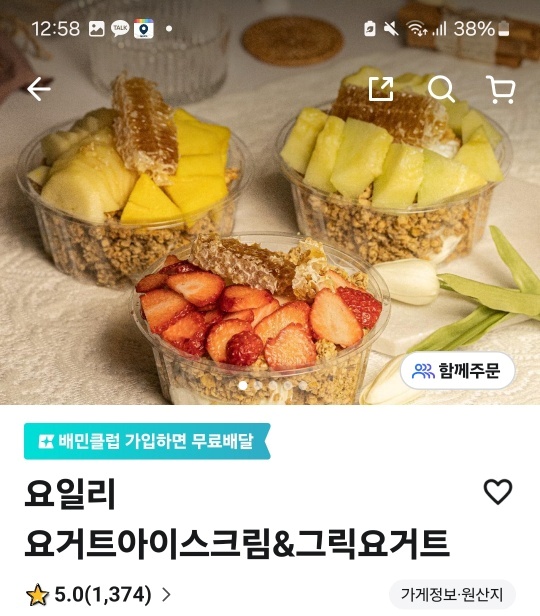 12:58 TALK 38%
함께주문
배민클럽 가입하면 무료배달
요일리
요거트아이스크림&그릭요거트
5.0(1,374)
가게정보·원산지